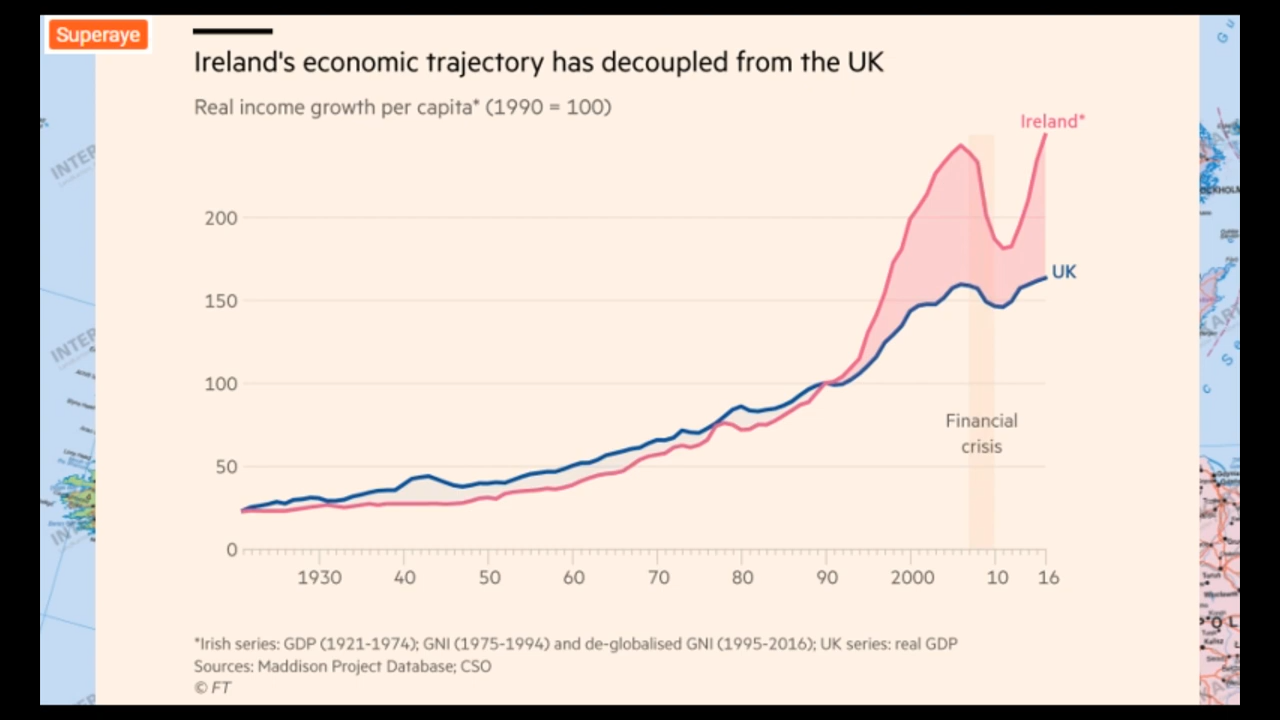 Superaye
Ireland's economic trajectory has decoupled from the UK
Real income growth per capita* (1990 = 100)
Ireland*
200
UK
150
100
Financial
crisis
50
0
1930 40 50 60 70 80 90 2000 10 16
*Irish series: GDP (1921-1974); GNI (1975-1994) and de-globalised GNI (1995-2016); UK series: real GDP
Sources: Maddison Project Database; CSO
© FT
INTER
INTER